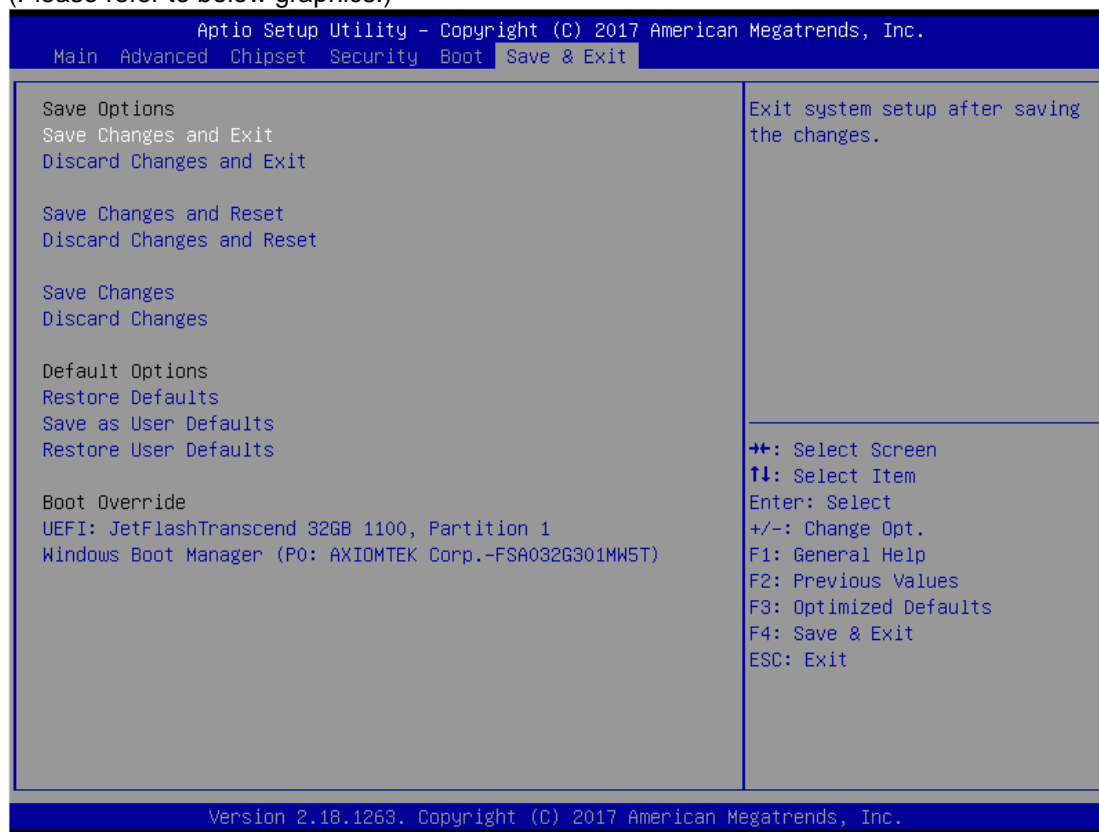 (Please refer to below graphics.)
Aptio Setup Utility – Copyright (C) 2017 American Megatrends, Inc.
Main Advanced Chipset Security Boot Save & Exit
Save Options
Save Changes and Exit
Discard Changes and Exit
Save Changes and Reset
Discard Changes and Reset
Save Changes
Discard Changes
Default Options
Restore Defaults
Save as User Defaults
Restore User Defaults
Boot Override
UEFI: JetFlashTranscend 32GB 1100, Partition 1
Windows Boot Manager (P0: AXIOMTEK Corp.-FSA032G301MW5T)
Exit system setup after saving
the changes.
→←: Select Screen
↑↓: Select Item
Enter: Select
+/-: Change Opt.
F1: General Help
F2: Previous Values
F3: Optimized Defaults
F4: Save & Exit
ESC: Exit
Version 2.18.1263. Copyright (C) 2017 American Megatrends, Inc.